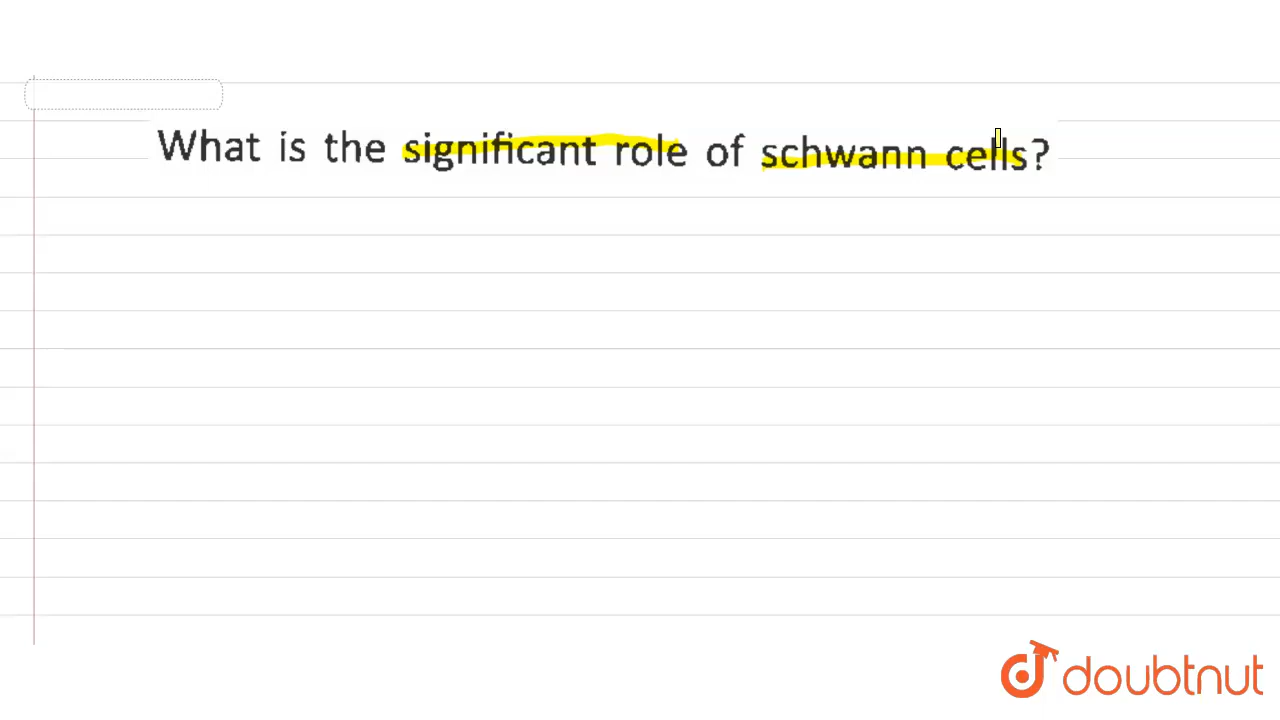 What is the significant role of schwann cells?
doubtnut